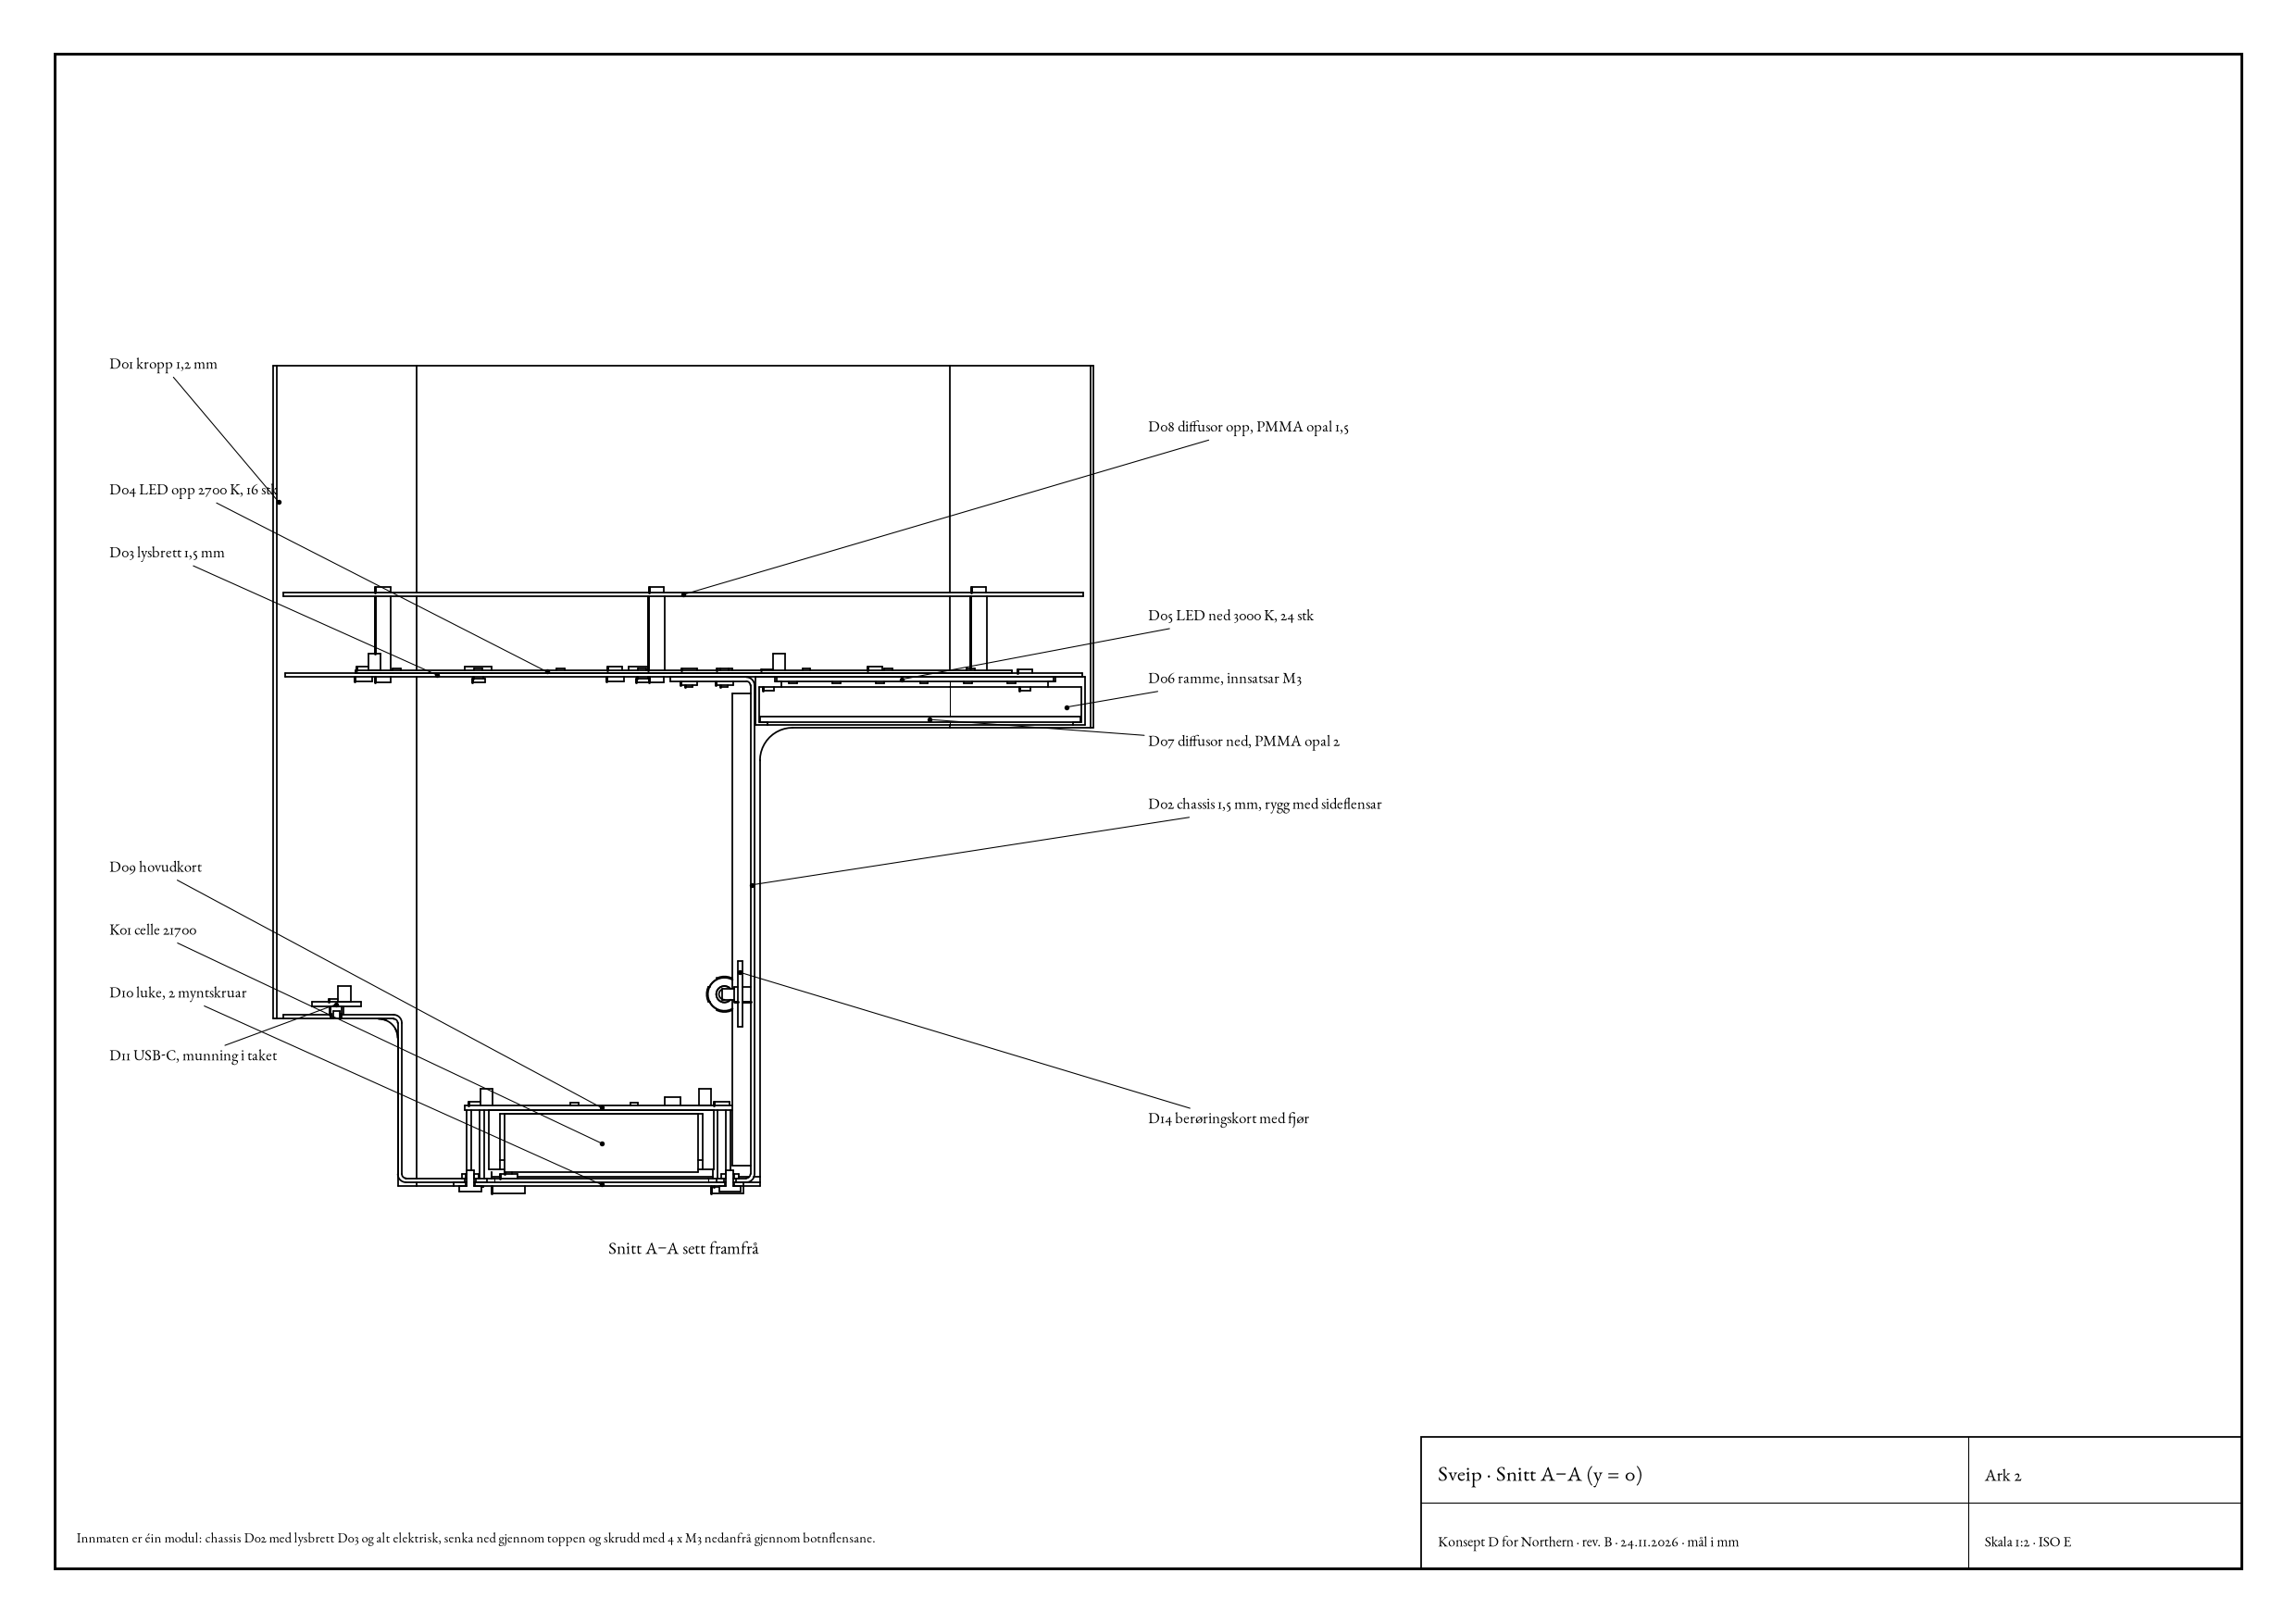 D01 kropp 1,2 mm
D08 diffusor opp, PMMA opal 1,5
D04 LED opp 2700 K, 16 stk
D03 lysbrett 1,5 mm
D05 LED ned 3000 K, 24 stk
D06 ramme, innsatsar M3
D07 diffusor ned, PMMA opal 2
D02 chassis 1,5 mm, rygg med sideflensar
D09 hovudkort
K01 celle 21700
D10 luke, 2 myntskruar
D11 USB-C, munning i taket
D14 berøringskort med fjør
Snitt A–A sett framfrå
Sveip · Snitt A–A (y = 0)
Ark 2
Innmaten er éin modul: chassis D02 med lysbrett D03 og alt elektrisk, senka ned gjennom toppen og skrudd med 4 x M3 nedanfrå gjennom botnflensane.
Konsept D for Northern · rev. B · 24.11.2026 · mål i mm
Skala 1:2 · ISO E